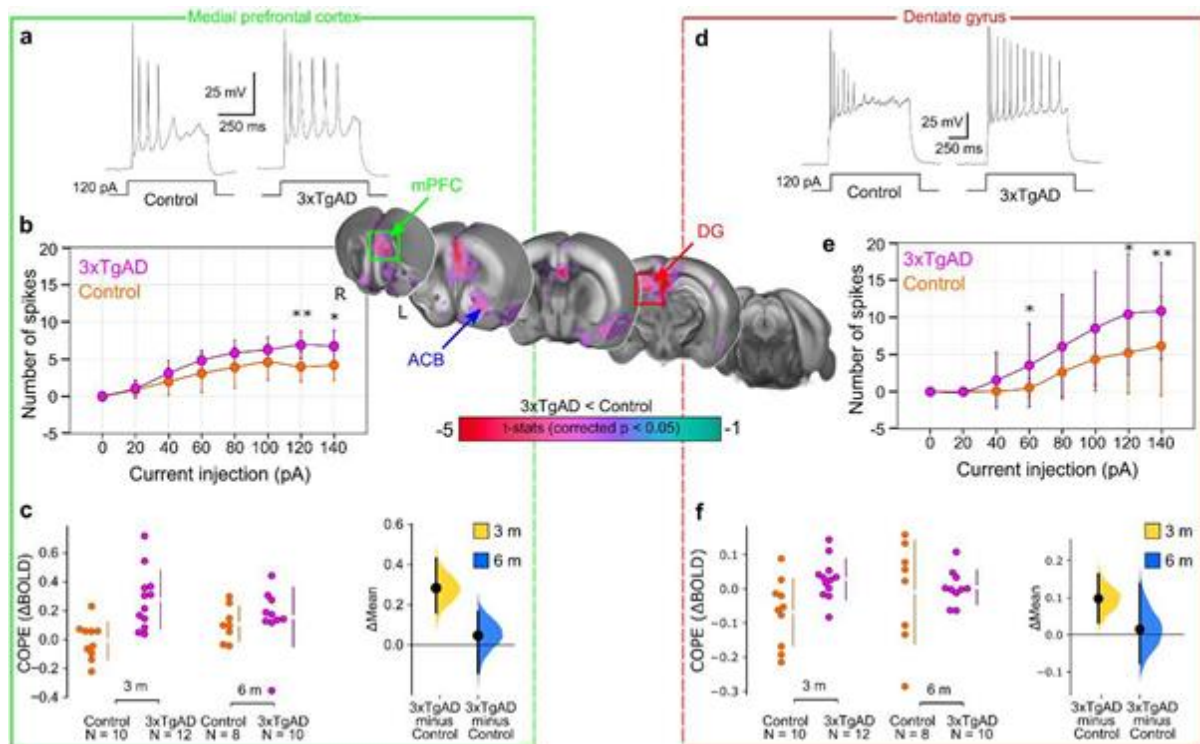 Medial prefrontal cortex
a
25 mV
250 ms
120 pA
Control
3xTgAD
b
20
15
10
5
0
-5
Number of spikes
3xTgAD
Control
** *
0 20 40 60 80 100 120 140
Current injection (pA)
mPFC
R
L
ACB
DG
3xTgAD < Control
-5 t-stats (corrected p < 0.05) -1
c
COPE (ΔBOLD)
0.6
0.4
0.2
0.0
−0.2
−0.4
3 m
6 m
Control 3xTgAD Control 3xTgAD
N = 10 N = 12 N = 8 N = 10
3 m
6 m
ΔMean
0.6
0.4
0.2
0.0
−0.2
3xTgAD 3xTgAD
minus minus
Control Control
Dentate gyrus
d
25 mV
250 ms
120 pA
Control
3xTgAD
e
20
15
10
5
0
-5
Number of spikes
3xTgAD
Control
* * **
0 20 40 60 80 100 120 140
Current injection (pA)
f
COPE (ΔBOLD)
0.1
0.0
−0.1
−0.2
−0.3
3 m
6 m
Control 3xTgAD Control 3xTgAD
N = 10 N = 12 N = 8 N = 10
3 m
6 m
ΔMean
0.2
0.1
0.0
−0.1
3xTgAD 3xTgAD
minus minus
Control Control